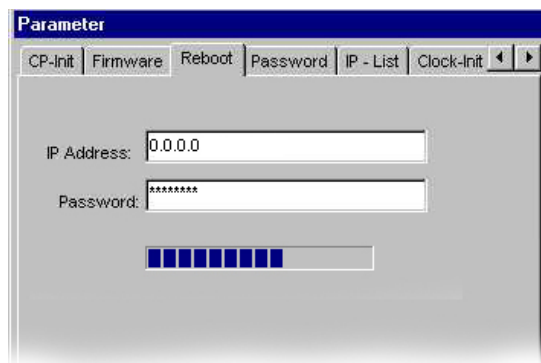 Parameter
CP-Init Firmware Reboot Password IP - List Clock-Init
IP Address: 0.0.0.0
Password: ********